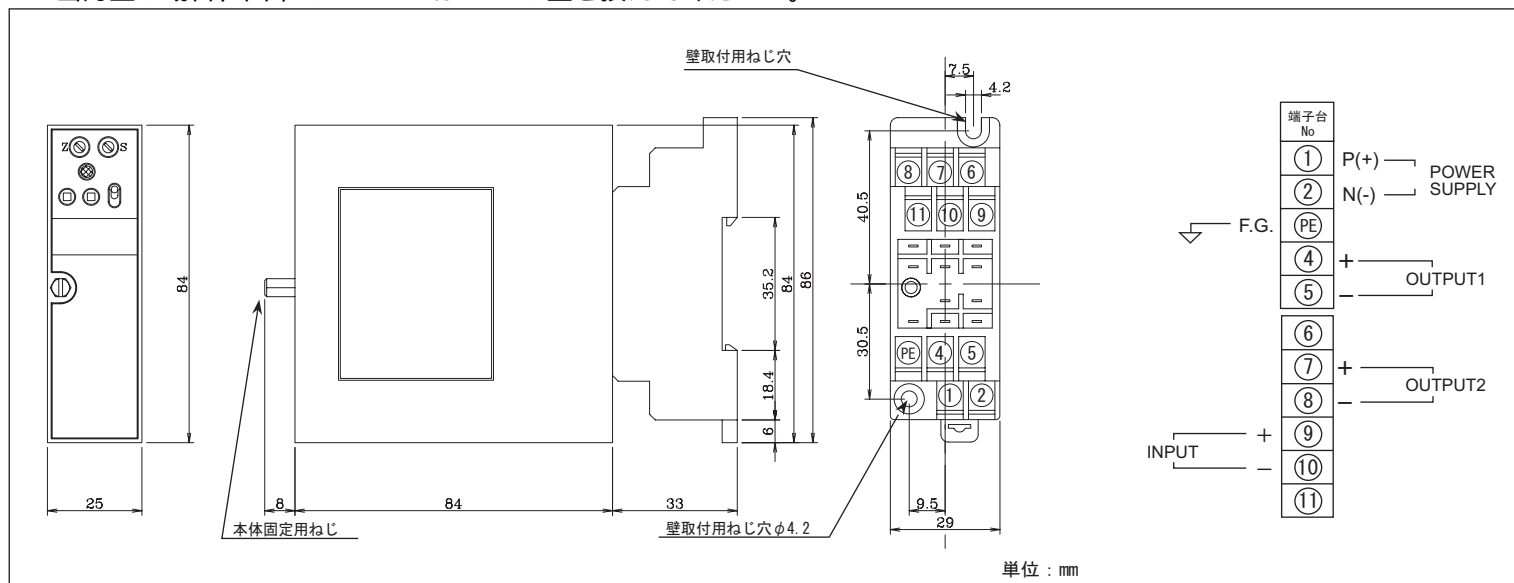 壁取付用ねじ穴
7.5
4.2
Z
S
84
8
84
33
25
本体固定用ねじ
35.2
18.4
6
84
86
40.5
30.5
8
7
6
11
10
9
PE
4
5
1
2
9.5
29
壁取付用ねじ穴φ4.2
単位:mm
端子台
No
① P(+)
② N(-)
POWER
SUPPLY
F.G. PE
④ +
⑤ −
OUTPUT1
⑥
⑦ +
⑧ −
OUTPUT2
+ ⑨
INPUT
− ⑩
⑪